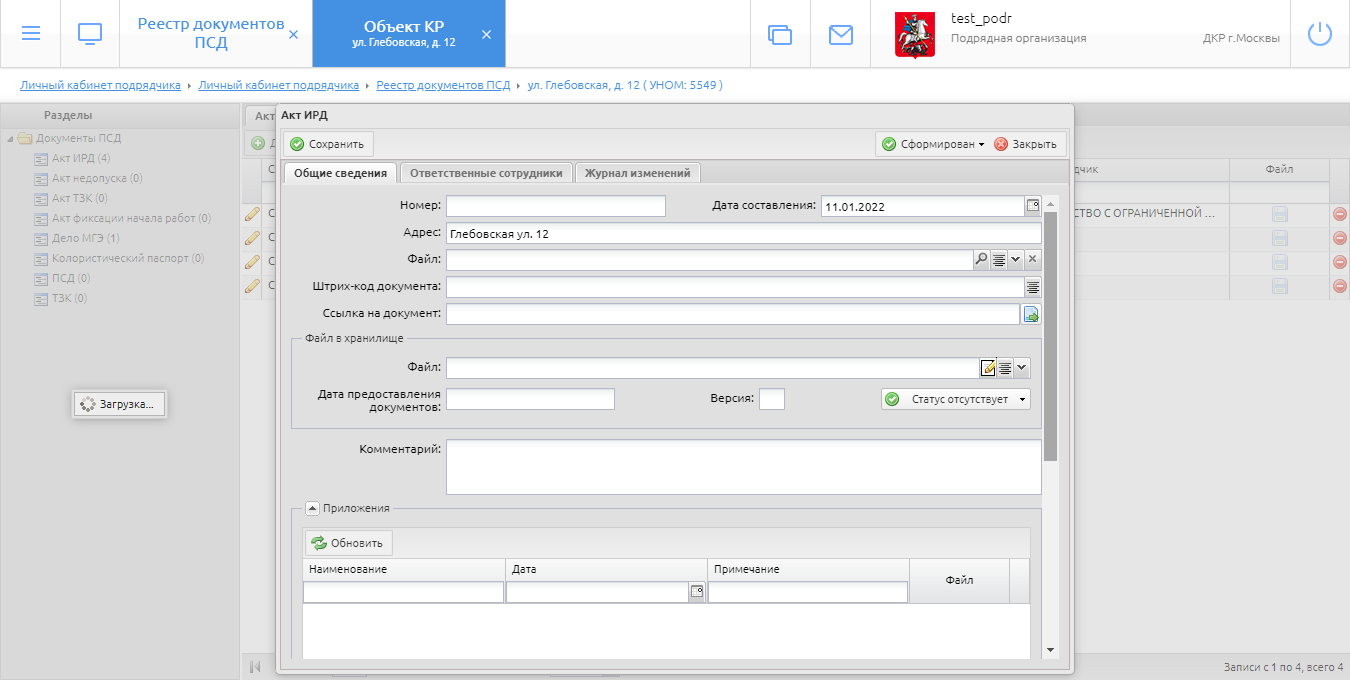 Реестр документов
ПСД
Объект КР
ул. Глебовская, д. 12
test_podr
Подрядная организация
ДКР г.Москвы
Личный кабинет подрядчика
Личный кабинет подрядчика
Реестр документов ПСД
ул. Глебовская, д. 12 ( УНОМ: 5549 )
Разделы
Документы ПСД
Акт ИРД (4)
Акт недопуска (0)
Акт ТЗК (0)
Акт фиксации начала работ (0)
Дело МГЭ (1)
Колористический паспорт (0)
ПСД (0)
ТЗК (0)
Загрузка...
Акт
Акт ИРД
Сохранить
Сформирован
Закрыть
Общие сведения
Ответственные сотрудники
Журнал изменений
Номер:
Дата составления: 11.01.2022
Адрес: Глебовская ул. 12
Файл:
Штрих-код документа:
Ссылка на документ:
Файл в хранилище
Файл:
Дата предоставления
документов:
Версия:
Статус отсутствует
Комментарий:
Приложения
Обновить
Наименование
Дата
Примечание
Файл
дчик
Файл
СТВО С ОГРАНИЧЕННОЙ ...
Записи с 1 по 4, всего 4